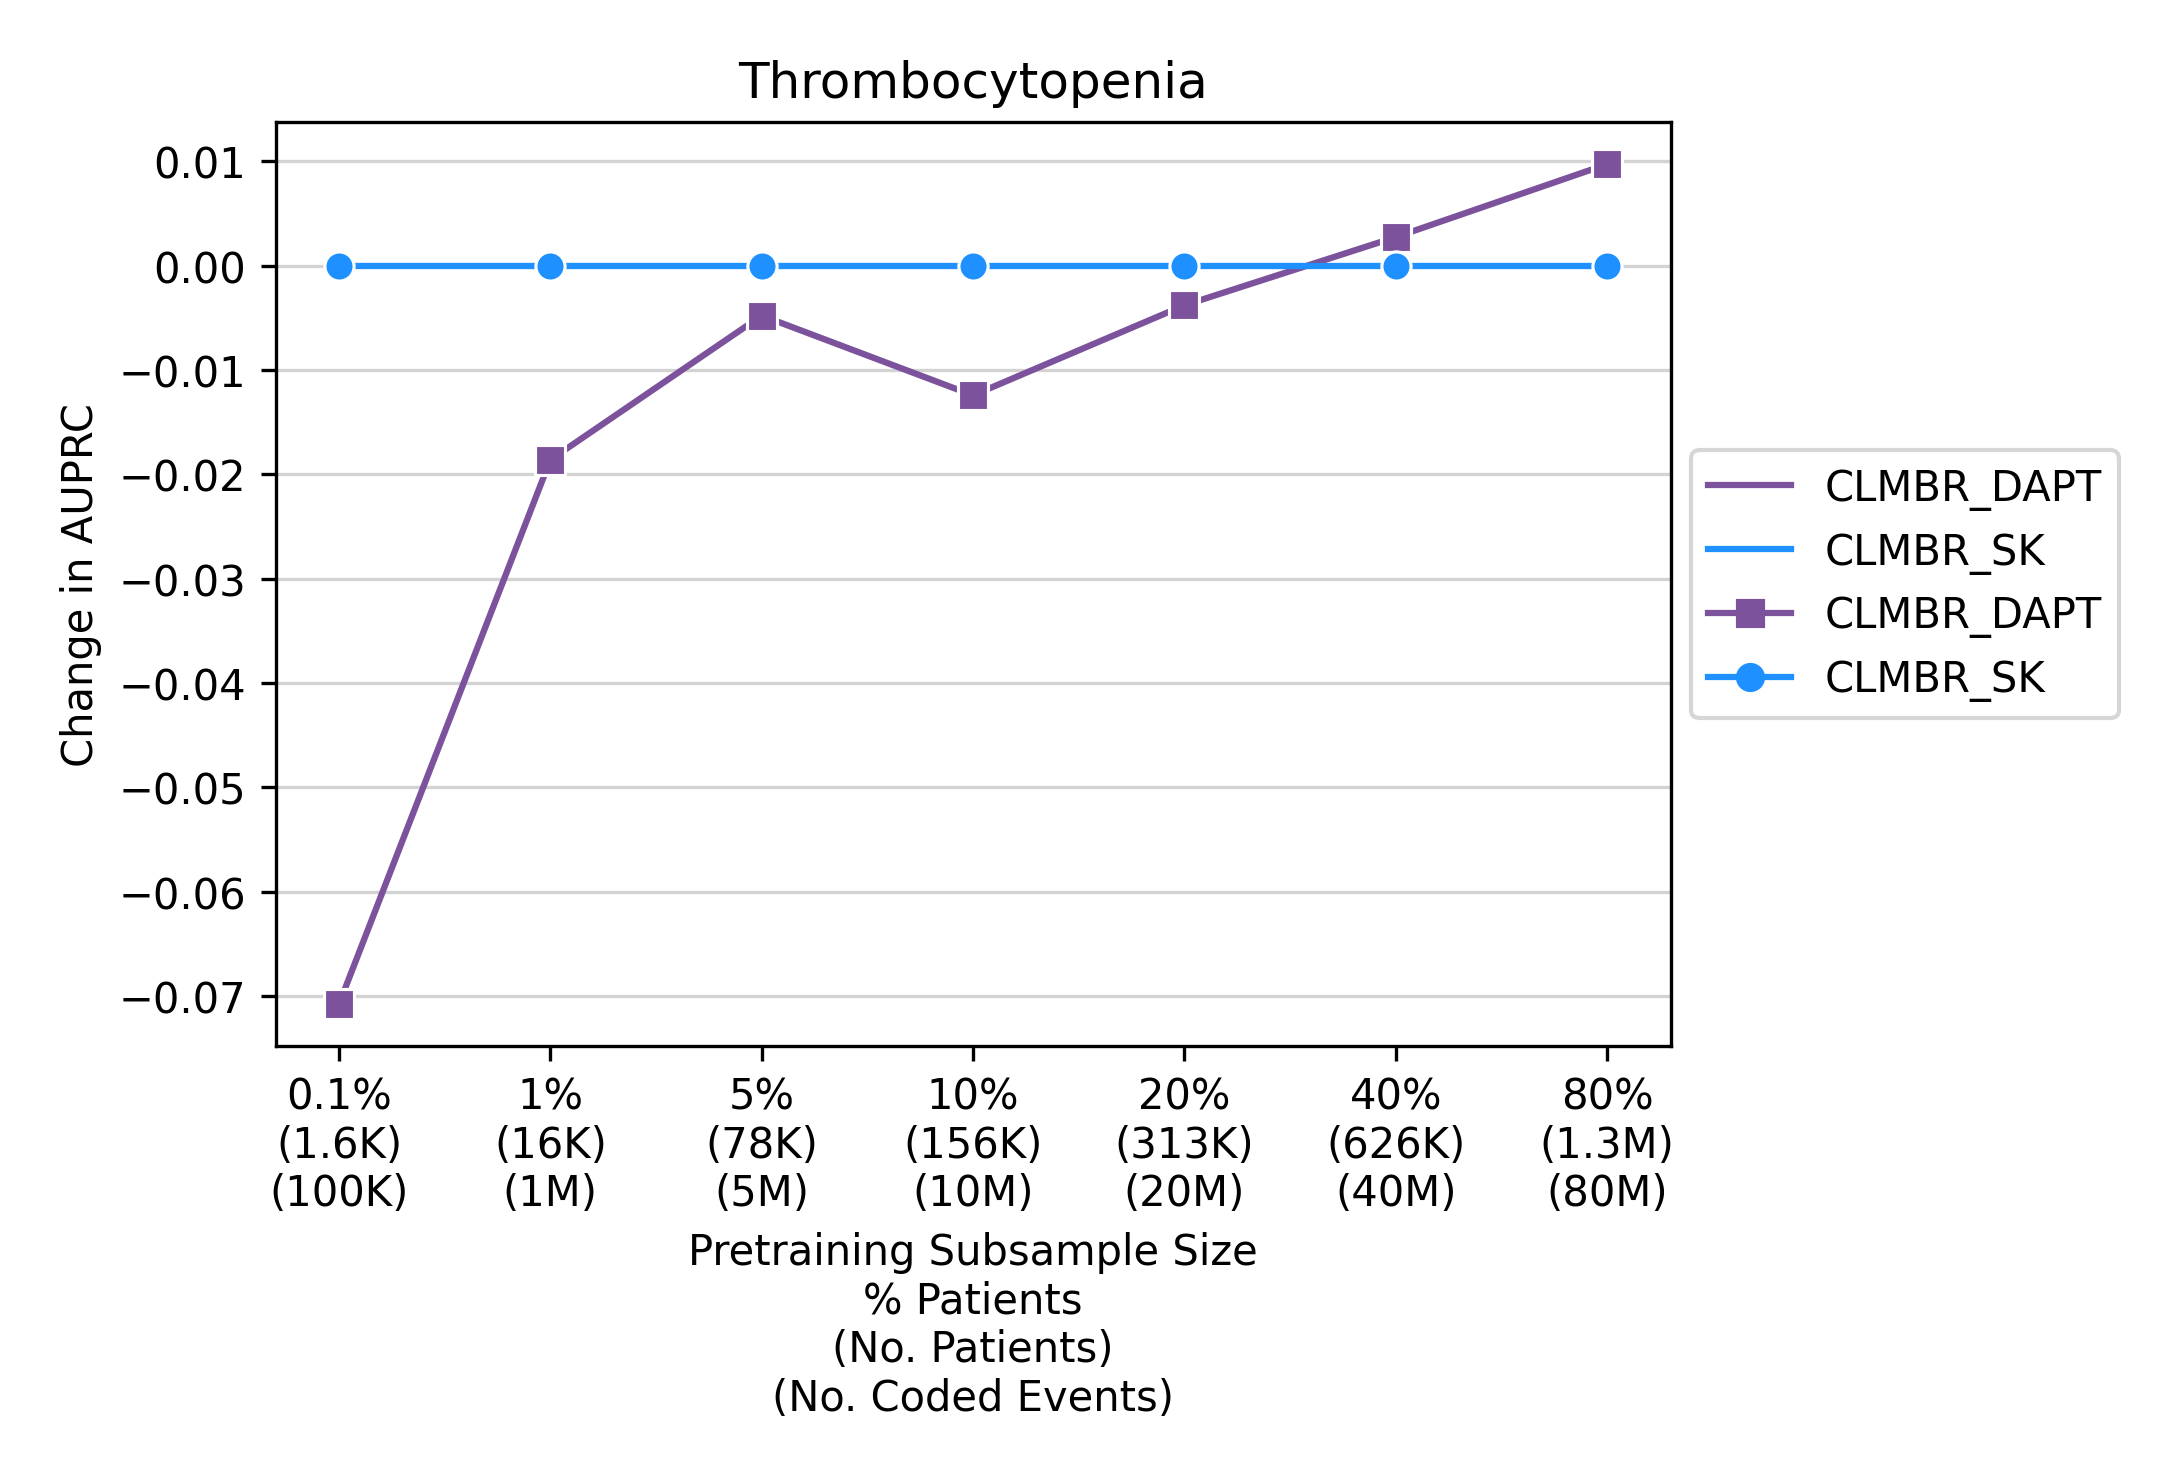 Thrombocytopenia
0.01
0.00
−0.01
−0.02
−0.03
−0.04
−0.05
−0.06
−0.07
Change in AUPRC
0.1% 1% 5% 10% 20% 40% 80%
(1.6K) (16K) (78K) (156K) (313K) (626K) (1.3M)
(100K) (1M) (5M) (10M) (20M) (40M) (80M)
Pretraining Subsample Size
% Patients
(No. Patients)
(No. Coded Events)
CLMBR_DAPT
CLMBR_SK
CLMBR_DAPT
CLMBR_SK